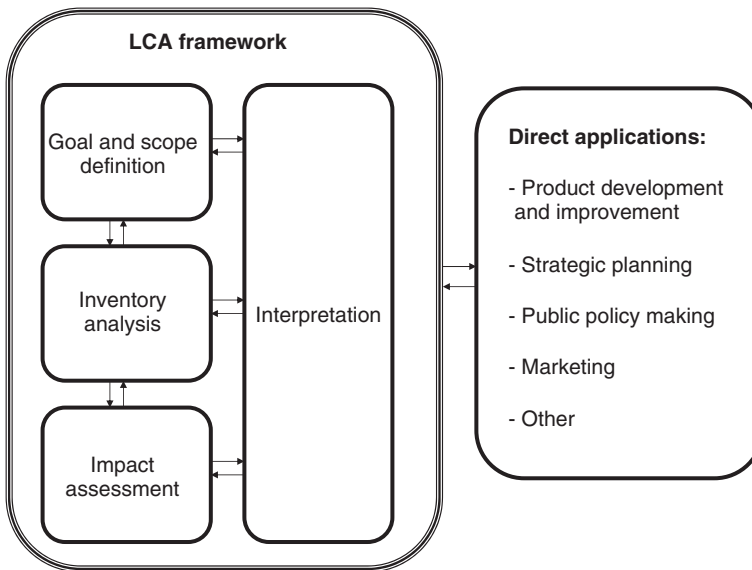 LCA framework
Goal and scope
definition
Inventory
analysis
Impact
assessment
Interpretation
Direct applications:
- Product development
and improvement
- Strategic planning
- Public policy making
- Marketing
- Other